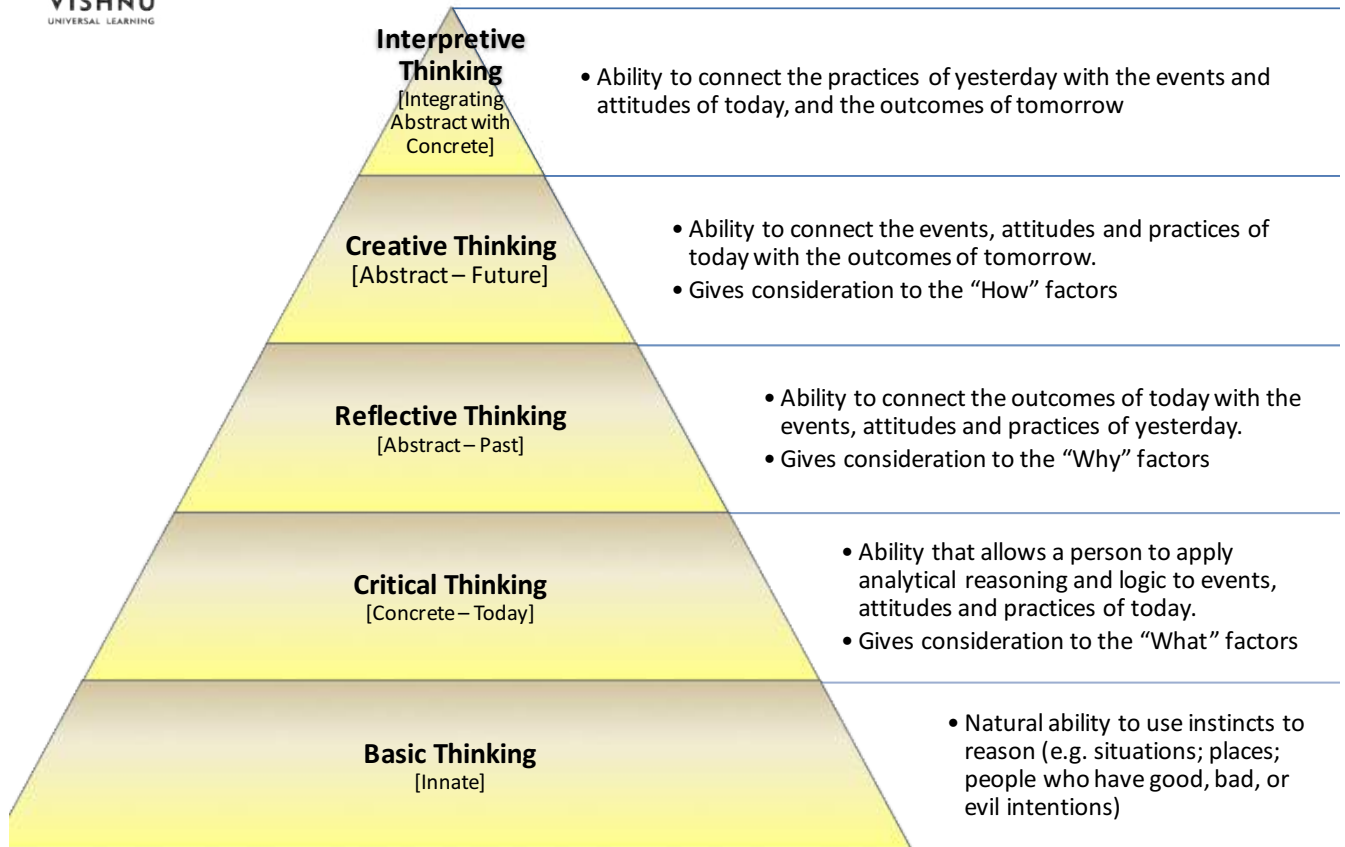 VISHNU
UNIVERSAL LEARNING
Interpretive
Thinking
[Integrating
Abstract with
Concrete]
• Ability to connect the practices of yesterday with the events and
attitudes of today, and the outcomes of tomorrow
Creative Thinking
[Abstract – Future]
• Ability to connect the events, attitudes and practices of
today with the outcomes of tomorrow.
• Gives consideration to the “How” factors
Reflective Thinking
[Abstract – Past]
• Ability to connect the outcomes of today with the
events, attitudes and practices of yesterday.
• Gives consideration to the “Why” factors
Critical Thinking
[Concrete – Today]
• Ability that allows a person to apply
analytical reasoning and logic to events,
attitudes and practices of today.
• Gives consideration to the “What” factors
Basic Thinking
[Innate]
• Natural ability to use instincts to
reason (e.g. situations; places;
people who have good, bad, or
evil intentions)